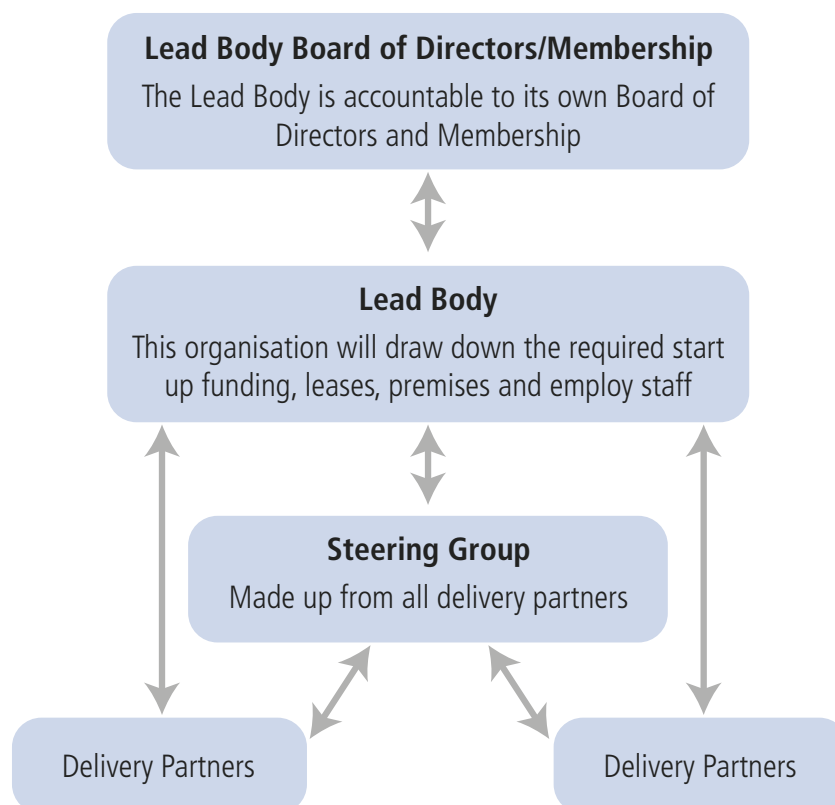 Lead Body Board of Directors/Membership
The Lead Body is accountable to its own Board of
Directors and Membership
Lead Body
This organisation will draw down the required start
up funding, leases, premises and employ staff
Steering Group
Made up from all delivery partners
Delivery Partners
Delivery Partners